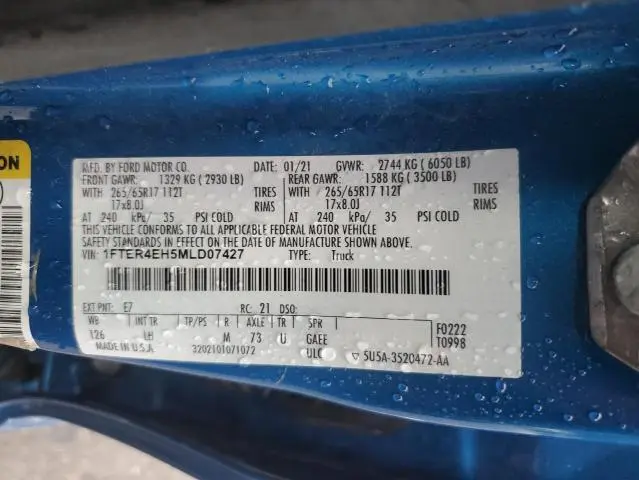 ON
MFD. BY FORD MOTOR CO. DATE: 01/21 GVWR: 2744 KG ( 6050 LB)
FRONT GAWR: 1329 KG ( 2930 LB) REAR GAWR: 1588 KG ( 3500 LB)
WITH 265/65R17 112T TIRES WITH 265/65R17 112T TIRES
17x8.0J RIMS 17x8.0J RIMS
AT 240 kPa/ 35 PSI COLD AT 240 kPa/ 35 PSI COLD
THIS VEHICLE CONFORMS TO ALL APPLICABLE FEDERAL MOTOR VEHICLE
SAFETY STANDARDS IN EFFECT ON THE DATE OF MANUFACTURE SHOWN ABOVE.
VIN: 1FTER4EH5MLD07427 TYPE: Truck
EXT PNT: E7 RC: 21 DSO:
WB INT TR TP/PS R AXLE TR SPR F0222
126 LH M 73 U GAEE T0998
MADE IN U.S.A. 3202101071072 ULC ▽ 5U5A-3520472-AA